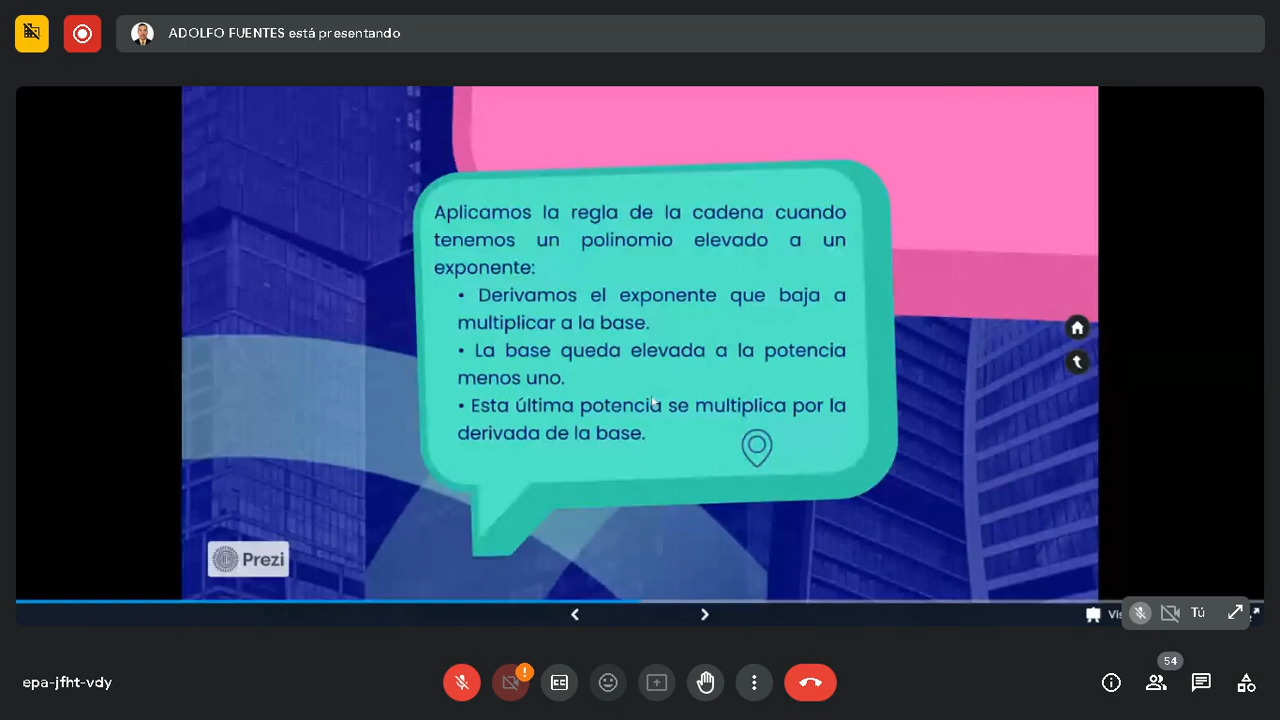 ADOLFO FUENTES está presentando
Aplicamos la regla de la cadena cuando
tenemos un polinomio elevado a un
exponente:
• Derivamos el exponente que baja a
multiplicar a la base.
• La base queda elevada a la potencia
menos uno.
• Esta última potencia se multiplica por la
derivada de la base.
Prezi
Tú
epa-jfht-vdy
CC
54